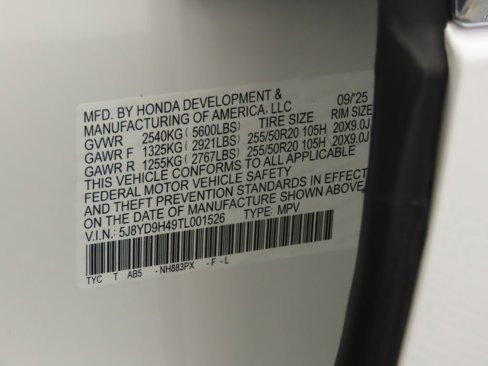 MFD. BY HONDA DEVELOPMENT & 09/'25
MANUFACTURING OF AMERICA, LLC
GVWR 2540KG( 5600LBS) TIRE SIZE RIM SIZE
GAWR F 1325KG( 2921LBS) 255/50R20 105H 20X9.0J
GAWR R 1255KG( 2767LBS) 255/50R20 105H 20X9.0J
THIS VEHICLE CONFORMS TO ALL APPLICABLE
FEDERAL MOTOR VEHICLE SAFETY
AND THEFT PREVENTION STANDARDS IN EFFECT
ON THE DATE OF MANUFACTURE SHOWN ABOVE.
V.I.N.: 5J8YD9H49TL001526 TYPE: MPV
TYC T AB5 -NH883PX -F-L